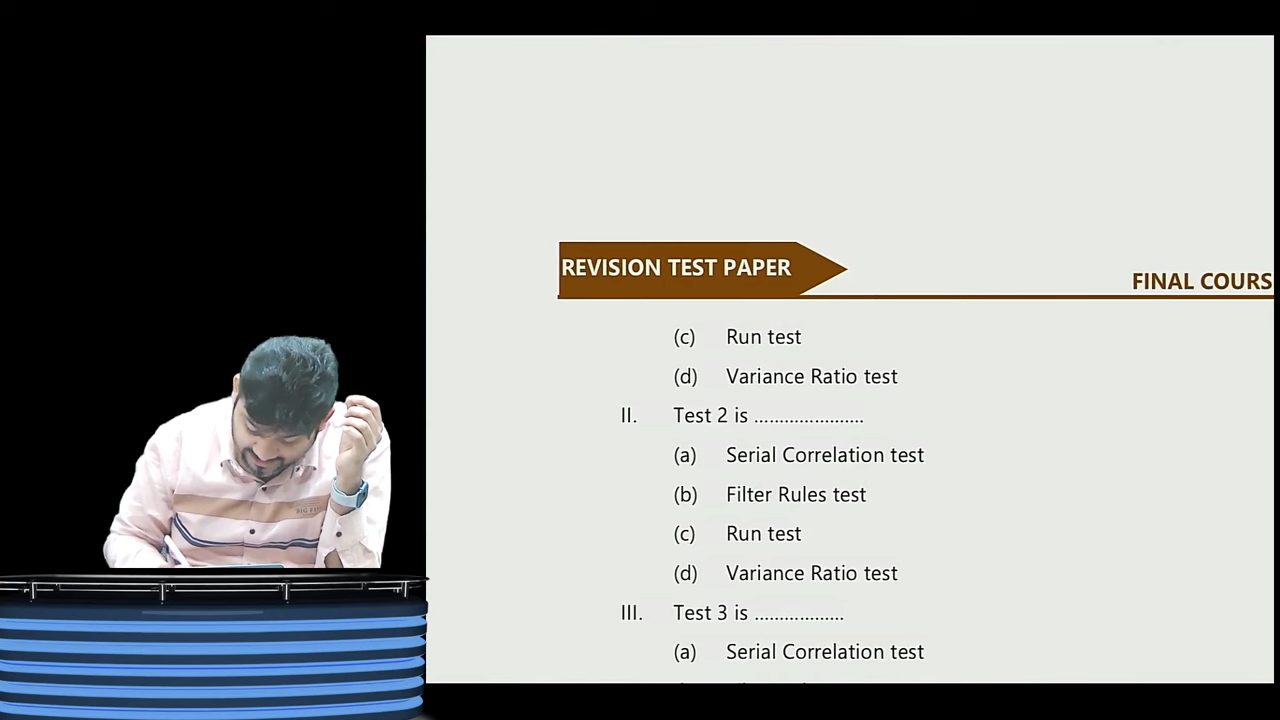 REVISION TEST PAPER
FINAL COURS
(c) Run test
(d) Variance Ratio test
II. Test 2 is ......................
(a) Serial Correlation test
(b) Filter Rules test
(c) Run test
(d) Variance Ratio test
III. Test 3 is ..................
(a) Serial Correlation test